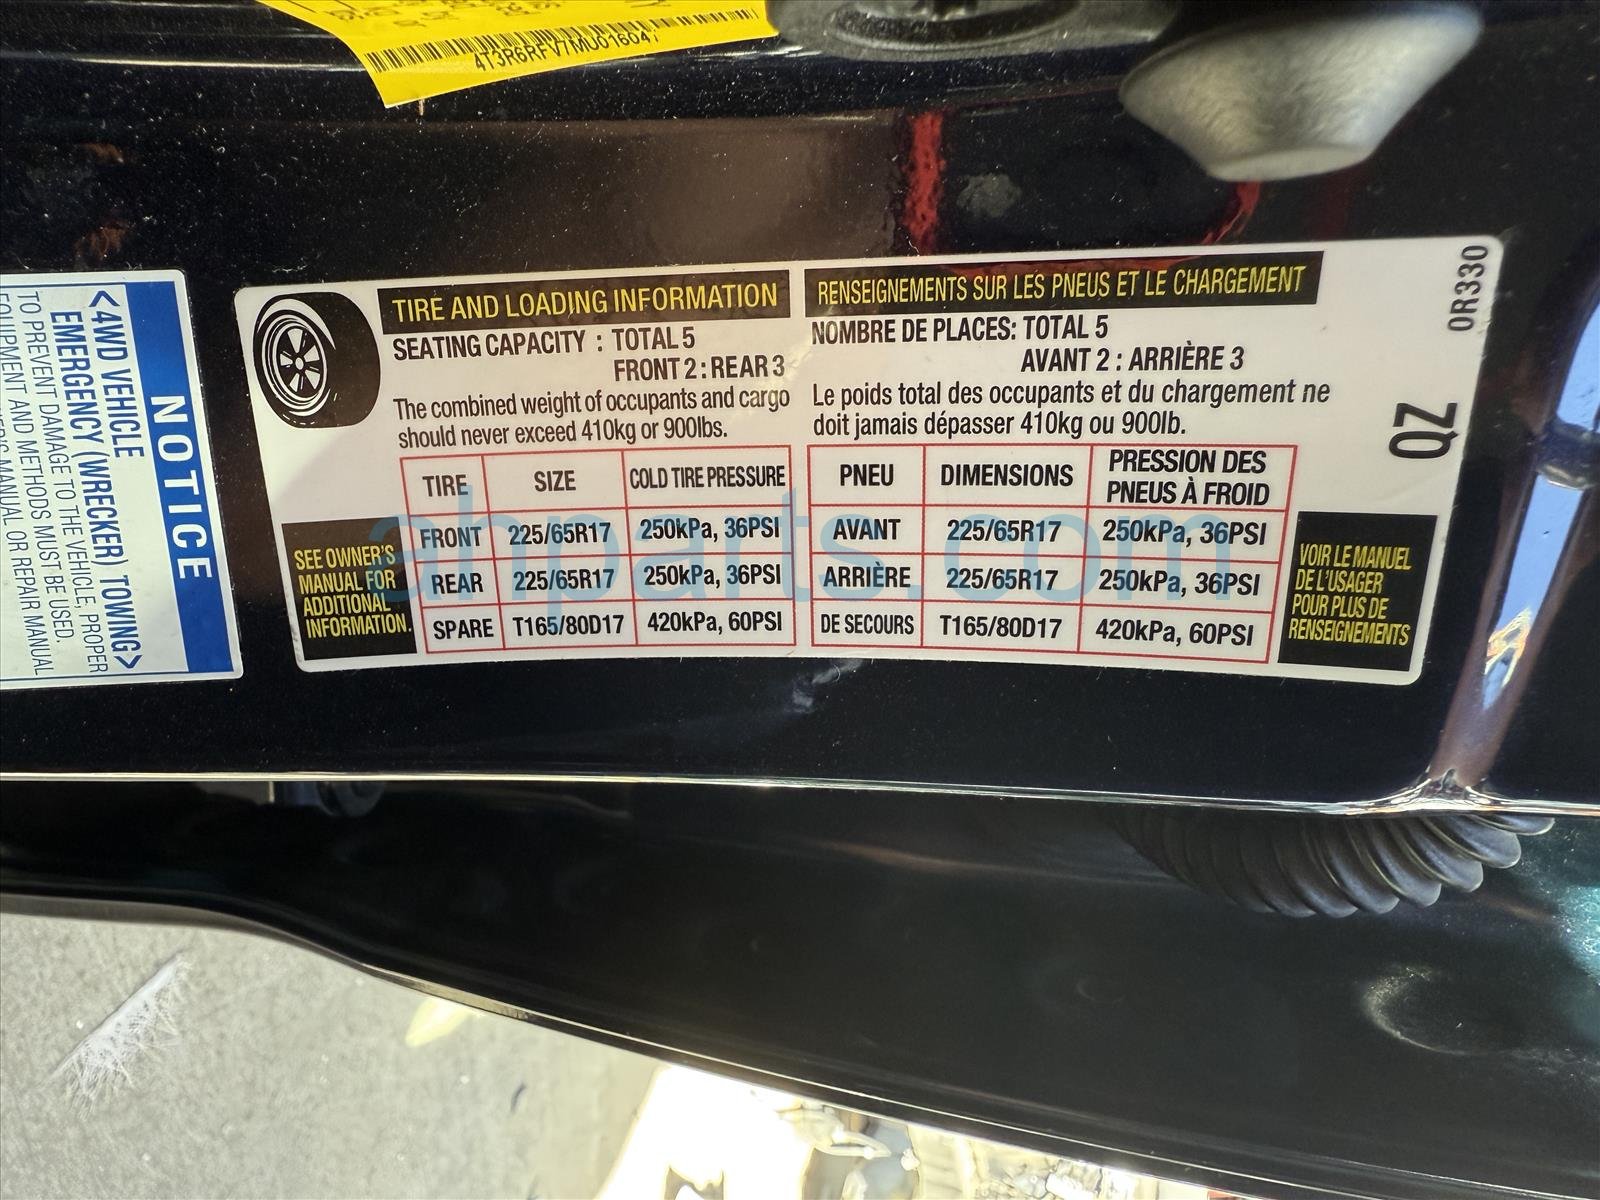 4T3R6RFV7MU01604
NOTICE
<4WD VEHICLE
EMERGENCY (WRECKER) TOWING>
TO PREVENT DAMAGE TO THE VEHICLE, PROPER
EQUIPMENT AND METHODS MUST BE USED.
MANUAL OR REPAIR MANUAL
TIRE AND LOADING INFORMATION
SEATING CAPACITY : TOTAL 5
FRONT 2 : REAR 3
The combined weight of occupants and cargo
should never exceed 410kg or 900lbs.
TIRE SIZE COLD TIRE PRESSURE
FRONT 225/65R17 250kPa, 36PSI
REAR 225/65R17 250kPa, 36PSI
SPARE T165/80D17 420kPa, 60PSI
SEE OWNER'S
MANUAL FOR
ADDITIONAL
INFORMATION.
RENSEIGNEMENTS SUR LES PNEUS ET LE CHARGEMENT
NOMBRE DE PLACES: TOTAL 5
AVANT 2 : ARRIÈRE 3
Le poids total des occupants et du chargement ne
doit jamais dépasser 410kg ou 900lb.
PNEU DIMENSIONS PRESSION DES
PNEUS À FROID
AVANT 225/65R17 250kPa, 36PSI
ARRIÈRE 225/65R17 250kPa, 36PSI
DE SECOURS T165/80D17 420kPa, 60PSI
VOIR LE MANUEL
DE L'USAGER
POUR PLUS DE
RENSEIGNEMENTS
0R330
QZ
ahparts.com